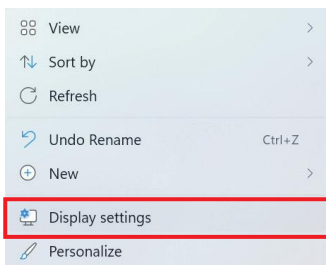 View
Sort by
Refresh
Undo Rename Ctrl+Z
New
Display settings
Personalize